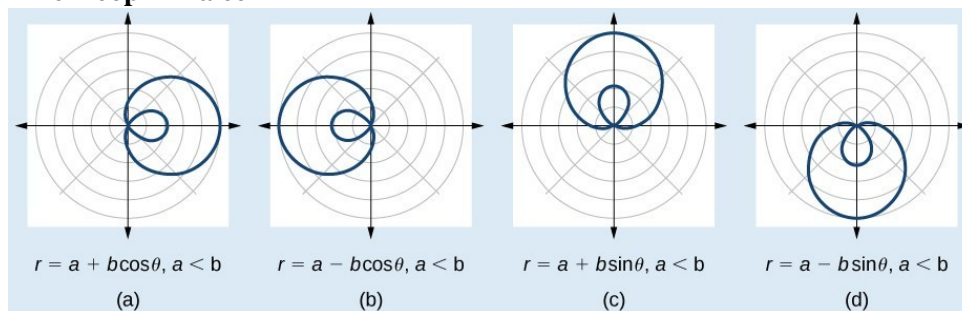 r = a + bcosθ, a < b
(a)
r = a − bcosθ, a < b
(b)
r = a + bsinθ, a < b
(c)
r = a − bsinθ, a < b
(d)